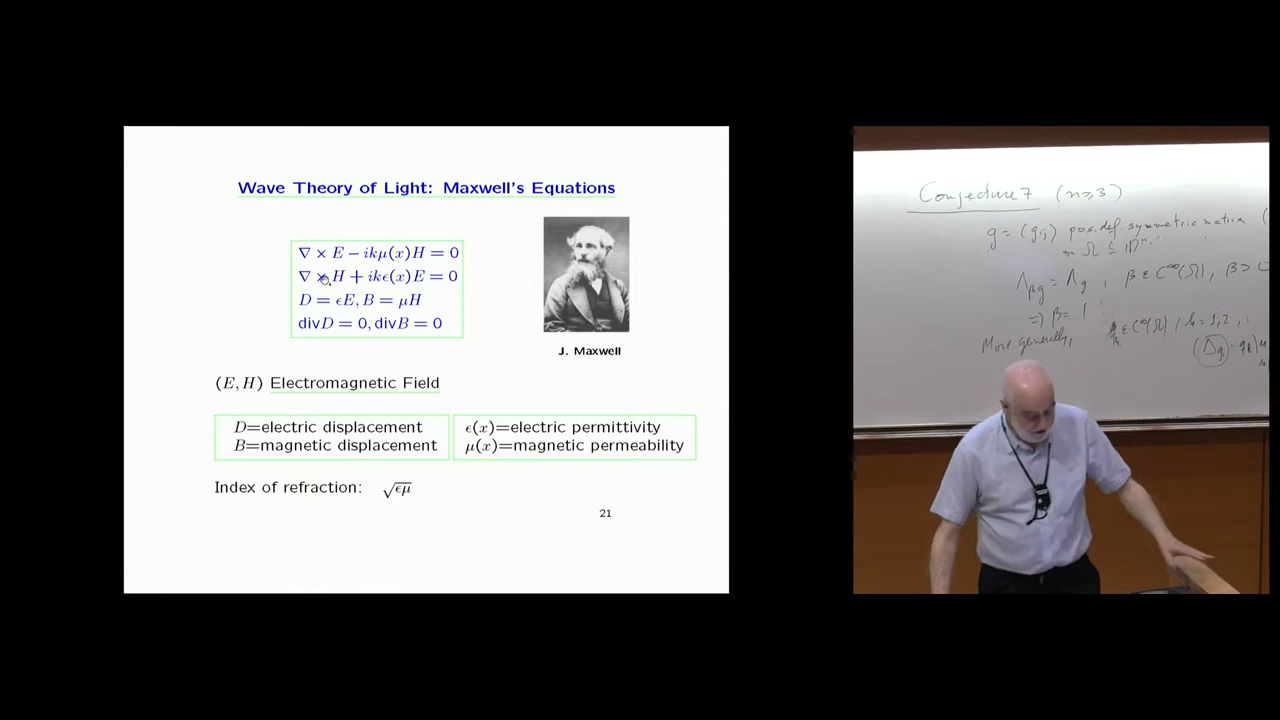 Wave Theory of Light: Maxwell's Equations
∇ × E − ikμ(x)H = 0
∇ × H + ikϵ(x)E = 0
D = ϵE, B = μH
divD = 0, divB = 0
J. Maxwell
(E, H) Electromagnetic Field
D=electric displacement
B=magnetic displacement
ϵ(x)=electric permittivity
μ(x)=magnetic permeability
Index of refraction: √ϵμ
21
Conjecture 7 (n≥3)
g = (gij) pos. def. symmetric matrix
Λβg = Λg , β ∈ C∞(Ω), β > 0
⇒ β = 1
More generally,